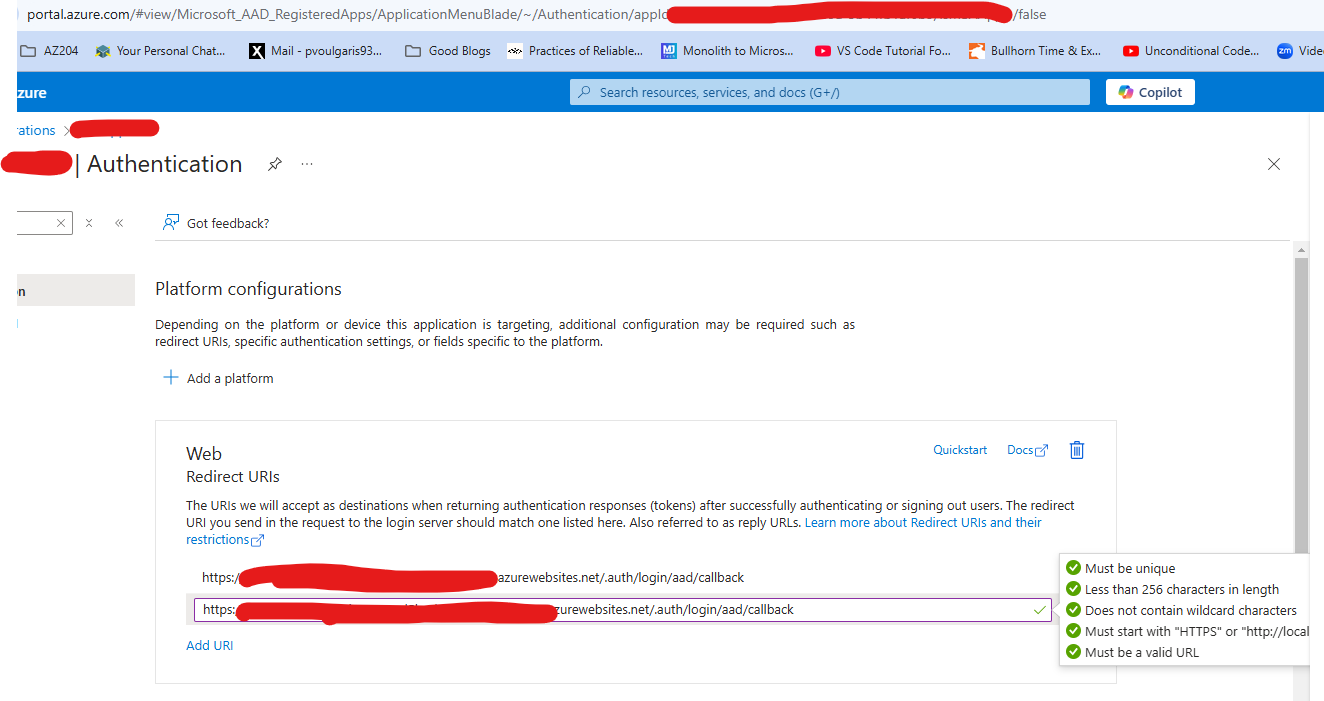 portal.azure.com/#view/Microsoft_AAD_RegisteredApps/ApplicationMenuBlade/~/Authentication/appId /false
AZ204 Your Personal Chat... Mail - pvoulgaris93... Good Blogs Practices of Reliable... Monolith to Micros... VS Code Tutorial Fo... Bullhorn Time & Ex... Unconditional Code... Vide
zure Search resources, services, and docs (G+/) Copilot
ations >
| Authentication ...
Got feedback?
n
Platform configurations
Depending on the platform or device this application is targeting, additional configuration may be required such as
redirect URIs, specific authentication settings, or fields specific to the platform.
+ Add a platform
Web Quickstart Docs
Redirect URIs
The URIs we will accept as destinations when returning authentication responses (tokens) after successfully authenticating or signing out users. The redirect
URI you send in the request to the login server should match one listed here. Also referred to as reply URLs. Learn more about Redirect URIs and their
restrictions
https:/ azurewebsites.net/.auth/login/aad/callback
https: zurewebsites.net/.auth/login/aad/callback
Add URI
Must be unique
Less than 256 characters in length
Does not contain wildcard characters
Must start with "HTTPS" or "http://local
Must be a valid URL